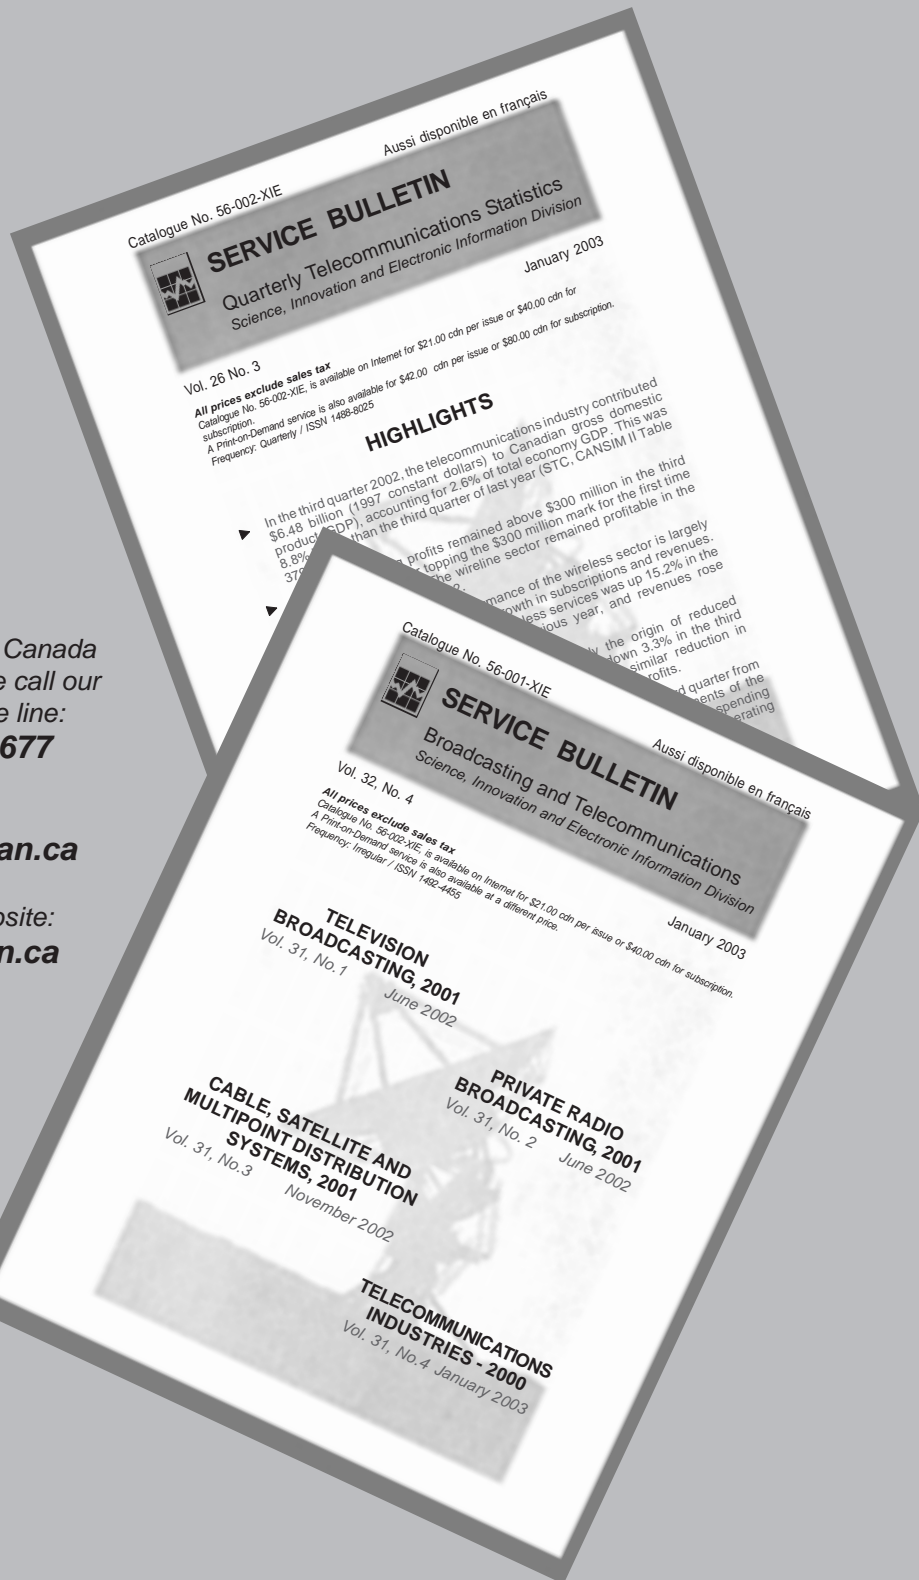 Catalogue No. 56-002-XIE
Aussi disponible en français
SERVICE BULLETIN
Quarterly Telecommunications Statistics
Science, Innovation and Electronic Information Division
Vol. 26 No. 3
January 2003
All prices exclude sales tax
Catalogue No. 56-002-XIE, is available on Internet for $21.00 cdn per issue or $40.00 cdn for
subscription.
A Print-on-Demand service is also available for $42.00 cdn per issue or $80.00 cdn for subscription.
Frequency: Quarterly / ISSN 1488-8025
HIGHLIGHTS
In the third quarter 2002, the telecommunications industry contributed
$6.48 billion (1997 constant dollars) to Canadian gross domestic
product (GDP), accounting for 2.6% of total economy GDP. This was
8.8% than the third quarter of last year (STC, CANSIM II Table
profits remained above $300 million in the third
topping the $300 million mark for the first time
he wireline sector remained profitable in the
mance of the wireless sector is largely
owth in subscriptions and revenues.
less services was up 15.2% in the
ious year, and revenues rose
the origin of reduced
down 3.3% in the third
similar reduction in
rofits.
d quarter from
ents of the
spending
erating
Canada
e call our
e line:
677
an.ca
osite:
n.ca
Catalogue No. 56-001-XIE
Aussi disponible en français
SERVICE BULLETIN
Broadcasting and Telecommunications
Science, Innovation and Electronic Information Division
Vol. 32, No. 4
January 2003
All prices exclude sales tax
Catalogue No. 56-002-XIE, is available on Internet for $21.00 cdn per issue or $40.00 cdn for subscription.
A Print-on-Demand service is also available at a different price.
Frequency: Irregular / ISSN 1492-4455
TELEVISION
BROADCASTING, 2001
Vol. 31, No.1
June 2002
PRIVATE RADIO
BROADCASTING, 2001
Vol. 31, No. 2
June 2002
CABLE, SATELLITE AND
MULTIPOINT DISTRIBUTION
SYSTEMS, 2001
Vol. 31, No.3
November 2002
TELECOMMUNICATIONS
INDUSTRIES - 2000
Vol. 31, No.4 January 2003